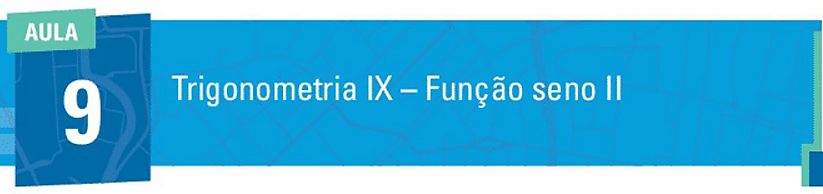 AULA
9
Trigonometria IX – Função seno II